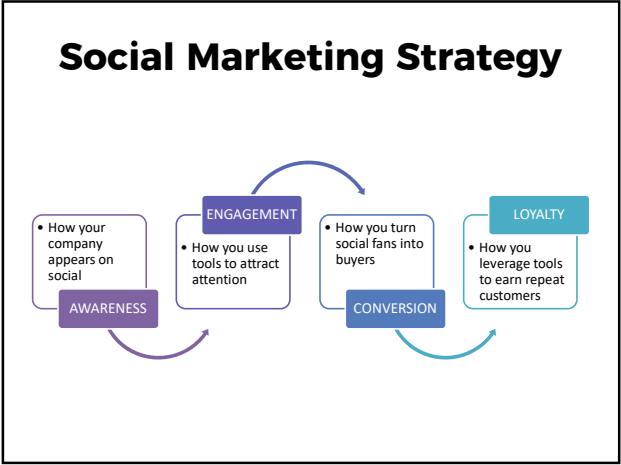 Social Marketing Strategy
• How your
company
appears on
social
AWARENESS
ENGAGEMENT
• How you use
tools to attract
attention
• How you turn
social fans into
buyers
CONVERSION
LOYALTY
• How you
leverage tools
to earn repeat
customers